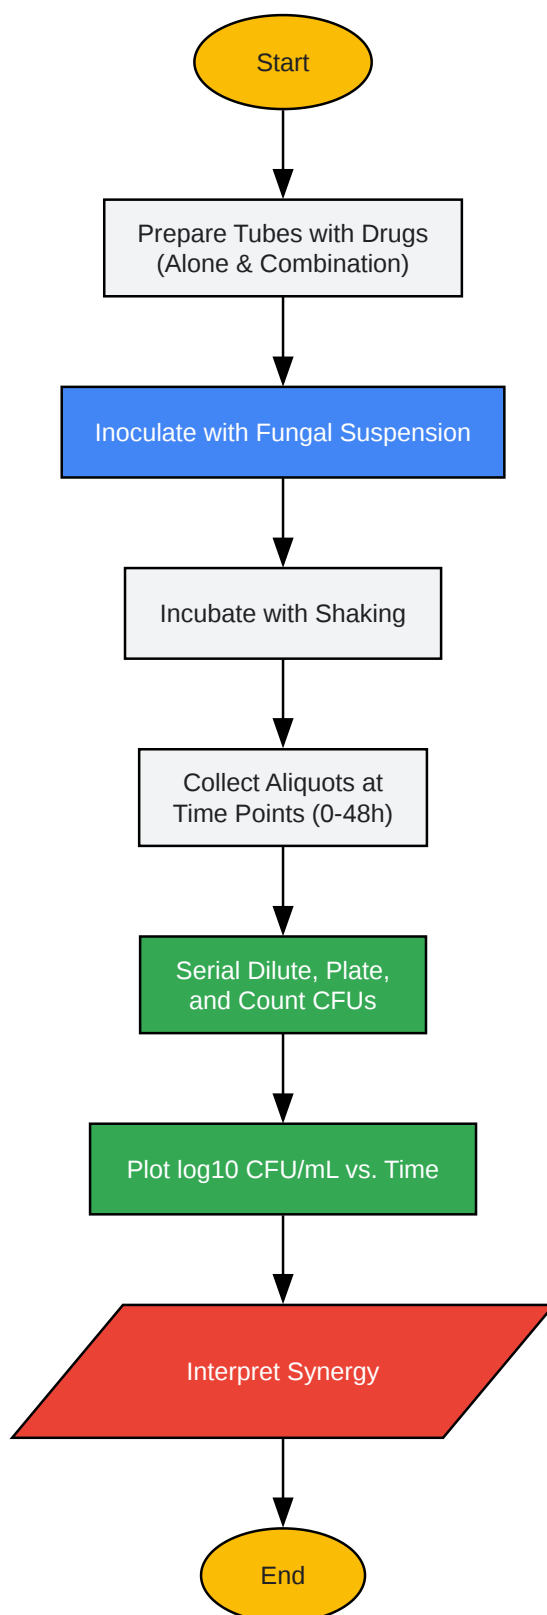 Start
Prepare Tubes with Drugs
(Alone & Combination)
Inoculate with Fungal Suspension
Incubate with Shaking
Collect Aliquots at
Time Points (0-48h)
Serial Dilute, Plate,
and Count CFUs
Plot log10 CFU/mL vs. Time
Interpret Synergy
End